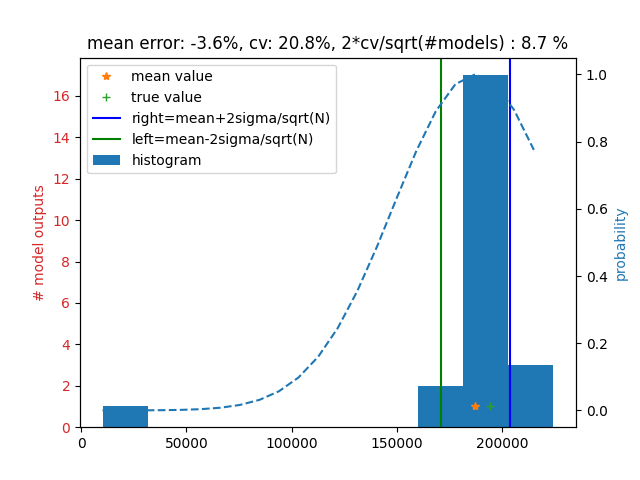 mean error: -3.6%, cv: 20.8%, 2*cv/sqrt(#models) : 8.7 %
mean value
true value
right=mean+2sigma/sqrt(N)
left=mean-2sigma/sqrt(N)
histogram
# model outputs
16
14
12
10
8
6
4
2
0
1.0
0.8
0.6
0.4
0.2
0.0
probability
0 50000 100000 150000 200000